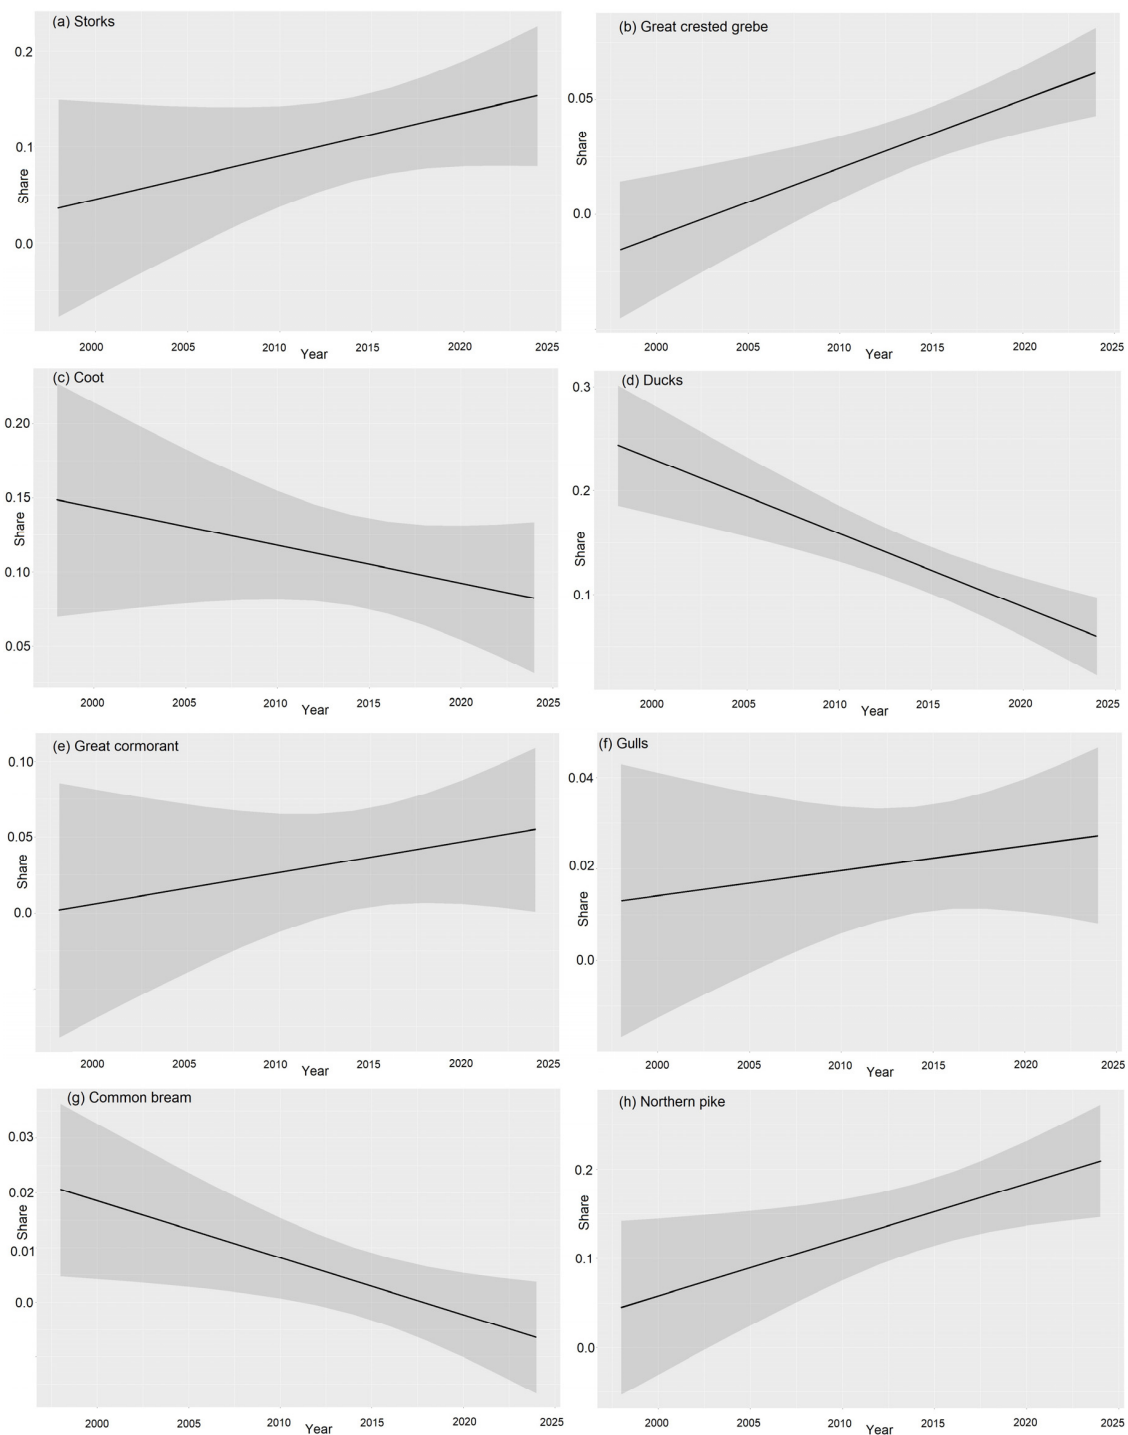 (a) Storks
0.2
0.1
0.0
Share
2000 2005 2010 2015 2020 2025
Year
(b) Great crested grebe
0.05
0.0
Share
2000 2005 2010 2015 2020 2025
Year
(c) Coot
0.20
0.15
0.10
0.05
Share
2000 2005 2010 2015 2020 2025
Year
(d) Ducks
0.3
0.2
0.1
Share
2000 2005 2010 2015 2020 2025
Year
(e) Great cormorant
0.10
0.05
0.0
Share
2000 2005 2010 2015 2020 2025
Year
(f) Gulls
0.04
0.02
0.0
Share
2000 2005 2010 2015 2020 2025
Year
(g) Common bream
0.03
0.02
0.01
0.0
Share
2000 2005 2010 2015 2020 2025
Year
(h) Northern pike
0.2
0.1
0.0
Share
2000 2005 2010 2015 2020 2025
Year